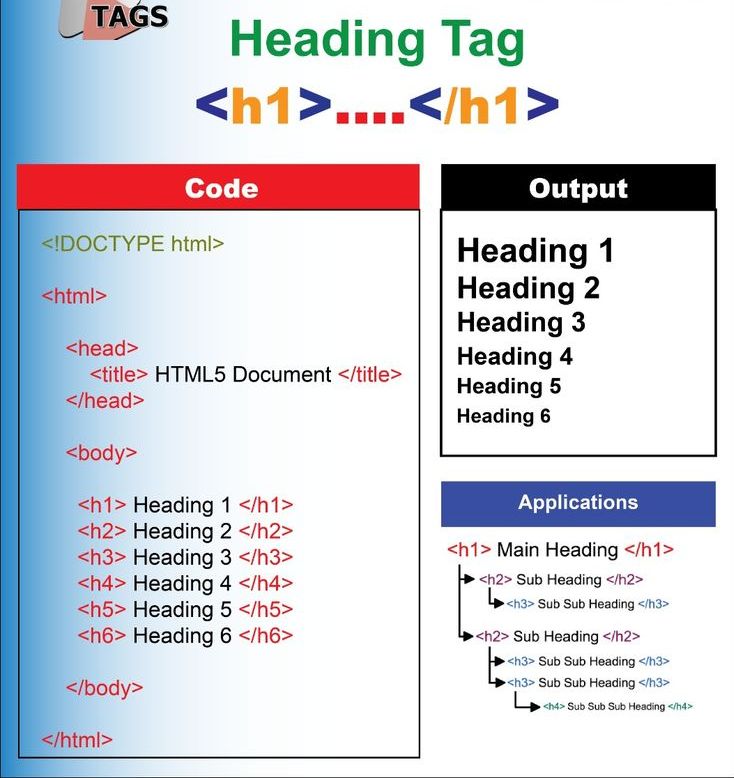 TAGS
Heading Tag
<h1>....</h1>
Code
<!DOCTYPE html>
<html>
<head>
<title> HTML5 Document </title>
</head>
<body>
<h1> Heading 1 </h1>
<h2> Heading 2 </h2>
<h3> Heading 3 </h3>
<h4> Heading 4 </h4>
<h5> Heading 5 </h5>
<h6> Heading 6 </h6>
</body>
</html>
Output
Heading 1
Heading 2
Heading 3
Heading 4
Heading 5
Heading 6
Applications
<h1> Main Heading </h1>
<h2> Sub Heading </h2>
<h3> Sub Sub Heading </h3>
<h2> Sub Heading </h2>
<h3> Sub Sub Heading </h3>
<h3> Sub Sub Heading </h3>
<h4> Sub Sub Sub Heading </h4>